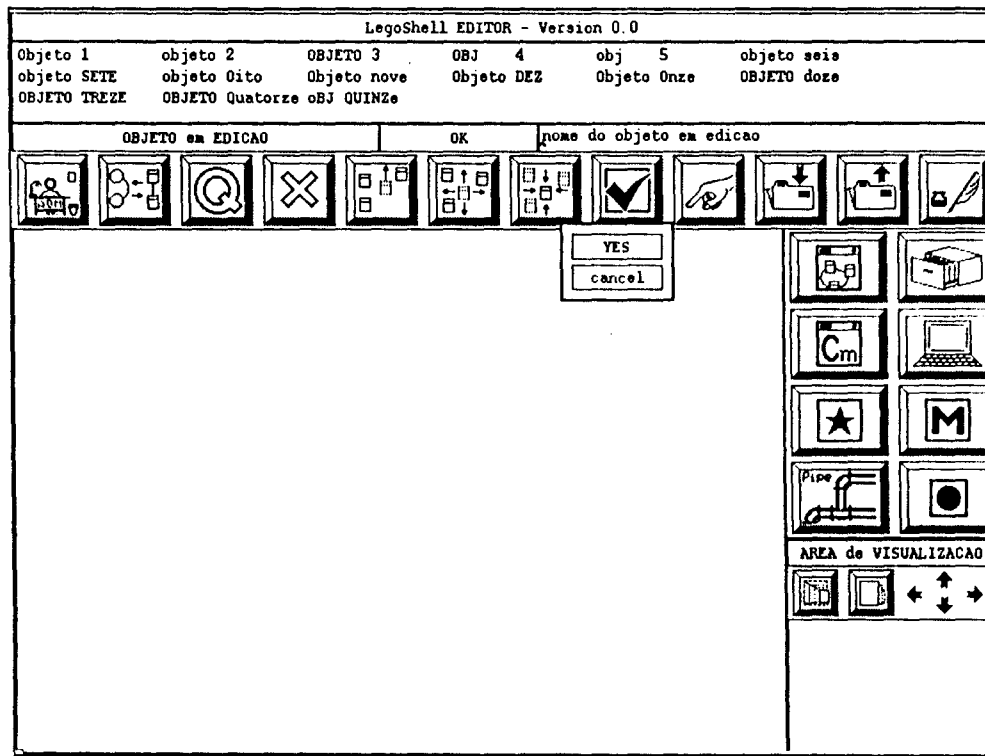 LegoShell EDITOR - Version 0.0
Objeto 1 objeto 2 OBJETO 3 OBJ 4 obj 5 objeto seis
objeto SETE objeto Oito Objeto nove Objeto DEZ Objeto Onze OBJETO doze
OBJETO TREZE OBJETO Quatorze oBJ QUINZe
OBJETO em EDICAO OK nome do objeto em edicao
YES
cancel
Cm
M
Pipe
AREA de VISUALIZACAO